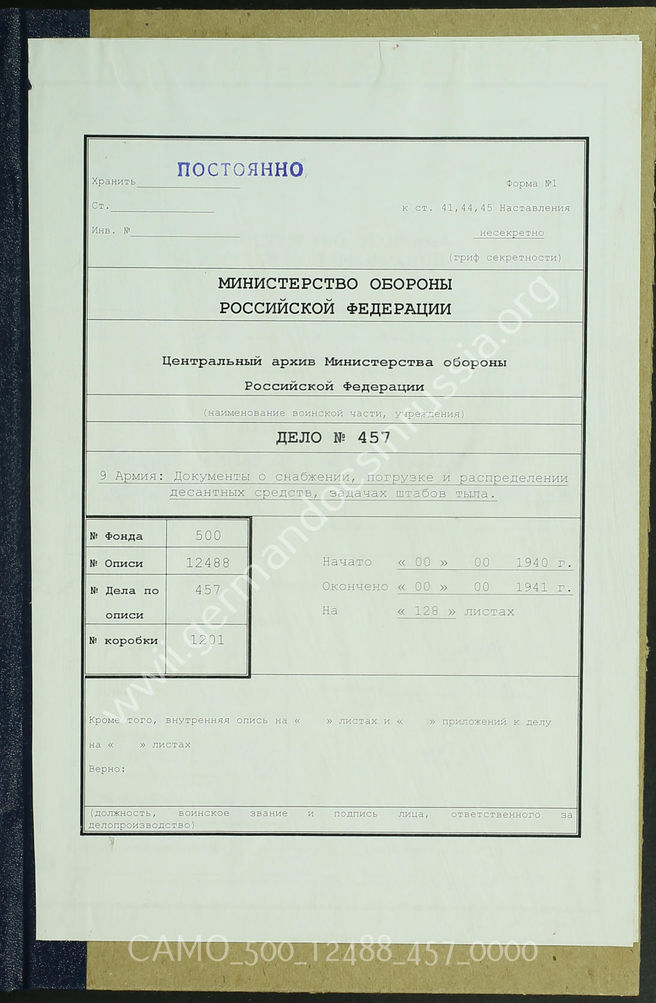 ПОСТОЯННО
Хранить
Форма №1
Ст.
к ст. 41,44,45 Наставления
Инв. №
несекретно
(гриф секретности)
МИНИСТЕРСТВО ОБОРОНЫ
РОССИЙСКОЙ ФЕДЕРАЦИИ
Центральный архив Министерства обороны
Российской Федерации
(наименование воинской части, учреждения)
ДЕЛО № 457
9 Армия: Документы о снабжении, погрузке и распределении
десантных средств, задачах штабов тыла.
№ Фонда 500
№ Описи 12488
№ Дела по 457
описи
№ коробки 1201
Начато « 00 » 00 1940 г.
Окончено « 00 » 00 1941 г.
На « 128 » листах
Кроме того, внутренняя опись на « » листах и « » приложений к делу
на « » листах
Верно:
(должность, воинское звание и подпись лица, ответственного за
делопроизводство)
www.germandocsinrussia.org
CAMO_500_12488_457_0000